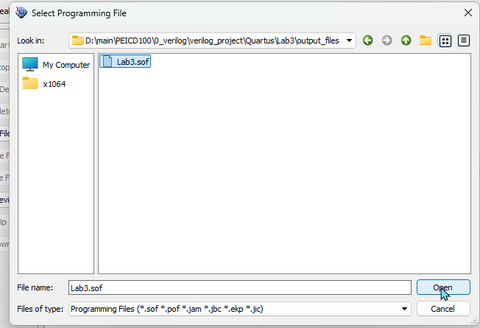 Select Programming File
Look in: D:\main\PEICD100\0_verilog\verilog_project\Quartus\Lab3\output_files
My Computer
x1064
Lab3.sof
File name: Lab3.sof Open
Files of type: Programming Files (*.sof *.pof *.jam *.jbc *.ekp *.jic) Cancel